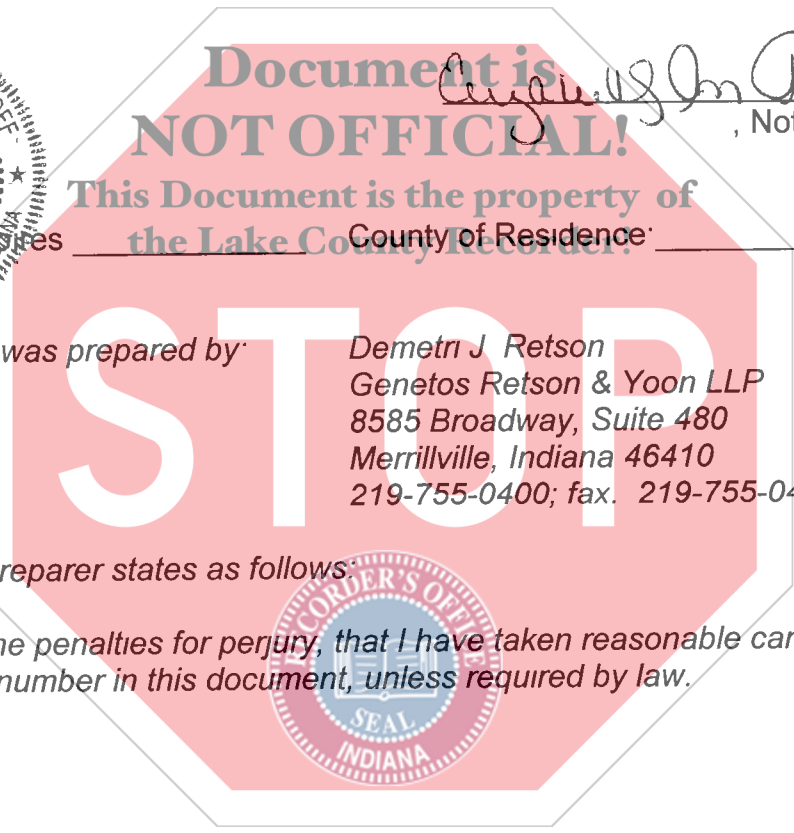 Document is
NOT OFFICIAL!
, Not
This Document is the property of
the Lake County Recorder!
County of Residence:
STOP
was prepared by:
Demetri J Retson
Genetos Retson & Yoon LLP
8585 Broadway, Suite 480
Merrillville, Indiana 46410
219-755-0400; fax. 219-755-04
reparer states as follows:
he penalties for perjury, that I have taken reasonable car
number in this document, unless required by law.
RECORDER'S OFFICE
SEAL
INDIANA